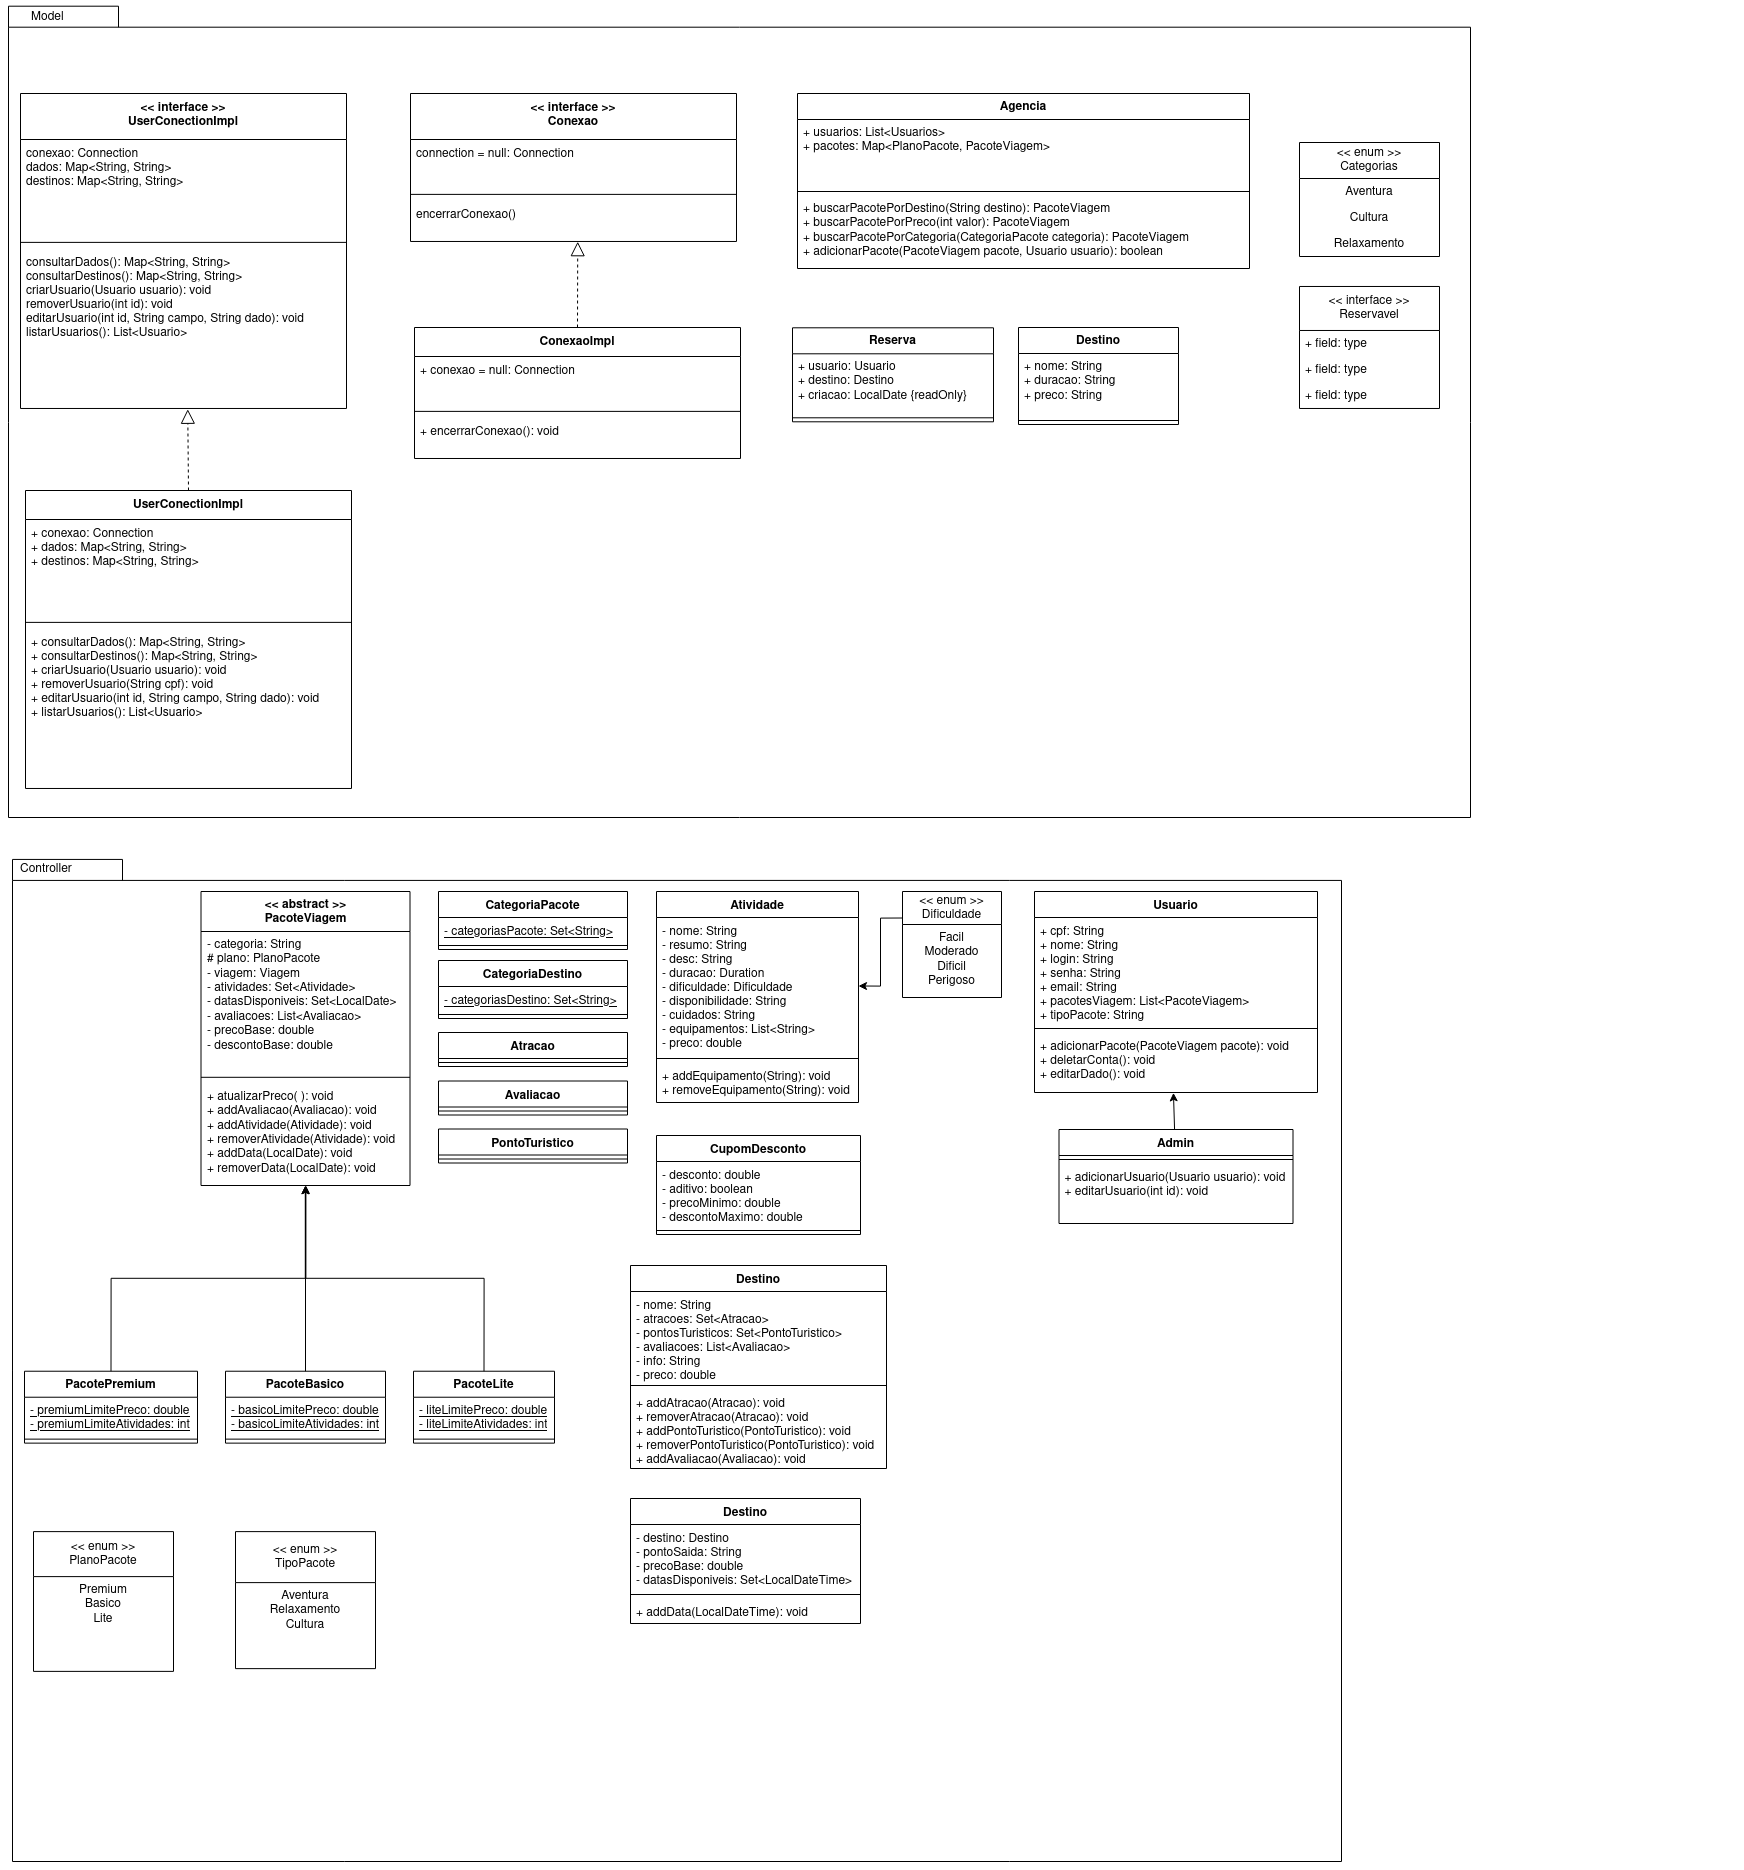 Model
<< interface >>
UserConectionImpl
conexao: Connection
dados: Map<String, String>
destinos: Map<String, String>
consultarDados(): Map<String, String>
consultarDestinos(): Map<String, String>
criarUsuario(Usuario usuario): void
removerUsuario(int id): void
editarUsuario(int id, String campo, String dado): void
listarUsuarios(): List<Usuario>
UserConectionImpl
+ conexao: Connection
+ dados: Map<String, String>
+ destinos: Map<String, String>
+ consultarDados(): Map<String, String>
+ consultarDestinos(): Map<String, String>
+ criarUsuario(Usuario usuario): void
+ removerUsuario(String cpf): void
+ editarUsuario(int id, String campo, String dado): void
+ listarUsuarios(): List<Usuario>
<< interface >>
Conexao
connection = null: Connection
encerrarConexao()
ConexaoImpl
+ conexao = null: Connection
+ encerrarConexao(): void
Agencia
+ usuarios: List<Usuarios>
+ pacotes: Map<PlanoPacote, PacoteViagem>
+ buscarPacotePorDestino(String destino): PacoteViagem
+ buscarPacotePorPreco(int valor): PacoteViagem
+ buscarPacotePorCategoria(CategoriaPacote categoria): PacoteViagem
+ adicionarPacote(PacoteViagem pacote, Usuario usuario): boolean
Reserva
+ usuario: Usuario
+ destino: Destino
+ criacao: LocalDate {readOnly}
Destino
+ nome: String
+ duracao: String
+ preco: String
<< enum >>
Categorias
Aventura
Cultura
Relaxamento
<< interface >>
Reservavel
+ field: type
+ field: type
+ field: type
Controller
<< abstract >>
PacoteViagem
- categoria: String
# plano: PlanoPacote
- viagem: Viagem
- atividades: Set<Atividade>
- datasDisponiveis: Set<LocalDate>
- avaliacoes: List<Avaliacao>
- precoBase: double
- descontoBase: double
+ atualizarPreco( ): void
+ addAvaliacao(Avaliacao): void
+ addAtividade(Atividade): void
+ removerAtividade(Atividade): void
+ addData(LocalDate): void
+ removerData(LocalDate): void
CategoriaPacote
- categoriasPacote: Set<String>
CategoriaDestino
- categoriasDestino: Set<String>
Atracao
Avaliacao
PontoTuristico
Atividade
- nome: String
- resumo: String
- desc: String
- duracao: Duration
- dificuldade: Dificuldade
- disponibilidade: String
- cuidados: String
- equipamentos: List<String>
- preco: double
+ addEquipamento(String): void
+ removeEquipamento(String): void
<< enum >>
Dificuldade
Facil
Moderado
Dificil
Perigoso
Usuario
+ cpf: String
+ nome: String
+ login: String
+ senha: String
+ email: String
+ pacotesViagem: List<PacoteViagem>
+ tipoPacote: String
+ adicionarPacote(PacoteViagem pacote): void
+ deletarConta(): void
+ editarDado(): void
Admin
+ adicionarUsuario(Usuario usuario): void
+ editarUsuario(int id): void
CupomDesconto
- desconto: double
- aditivo: boolean
- precoMinimo: double
- descontoMaximo: double
Destino
- nome: String
- atracoes: Set<Atracao>
- pontosTuristicos: Set<PontoTuristico>
- avaliacoes: List<Avaliacao>
- info: String
- preco: double
+ addAtracao(Atracao): void
+ removerAtracao(Atracao): void
+ addPontoTuristico(PontoTuristico): void
+ removerPontoTuristico(PontoTuristico): void
+ addAvaliacao(Avaliacao): void
PacotePremium
- premiumLimitePreco: double
- premiumLimiteAtividades: int
PacoteBasico
- basicoLimitePreco: double
- basicoLimiteAtividades: int
PacoteLite
- liteLimitePreco: double
- liteLimiteAtividades: int
Destino
- destino: Destino
- pontoSaida: String
- precoBase: double
- datasDisponiveis: Set<LocalDateTime>
+ addData(LocalDateTime): void
<< enum >>
PlanoPacote
Premium
Basico
Lite
<< enum >>
TipoPacote
Aventura
Relaxamento
Cultura